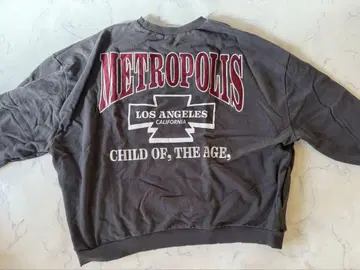 METROPOLIS
LOS ANGELES
CALIFORNIA
CHILD OF, THE AGE,